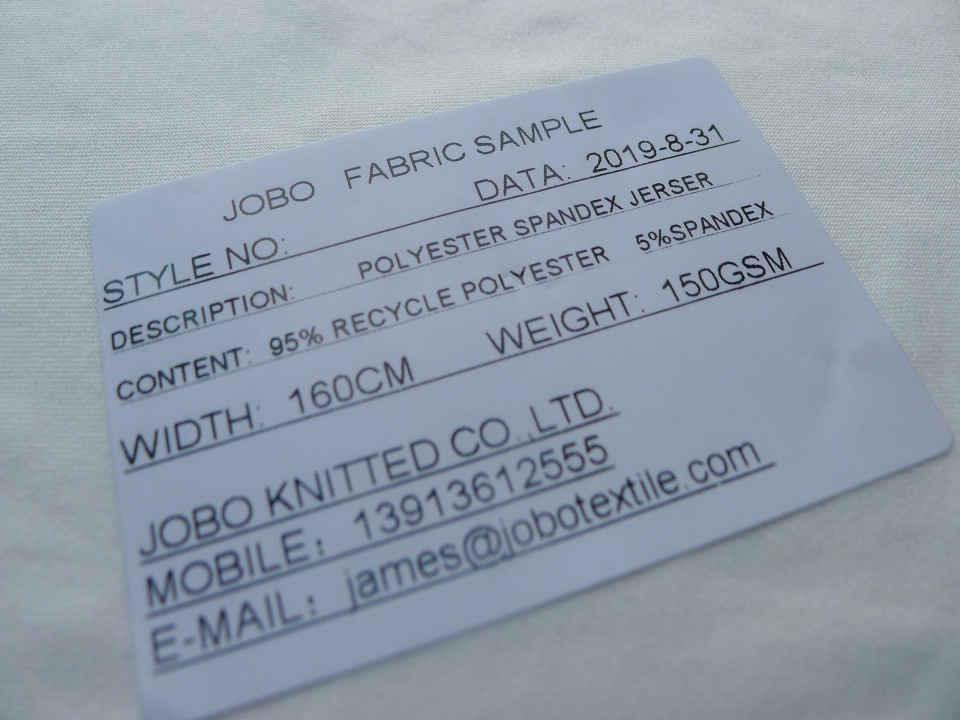 JOBO FABRIC SAMPLE
STYLE NO: DATA: 2019-8-31
DESCRIPTION: POLYESTER SPANDEX JERSER
CONTENT: 95% RECYCLE POLYESTER 5%SPANDEX
WIDTH: 160CM WEIGHT: 150GSM
JOBO KNITTED CO.,LTD.
MOBILE: 13913612555
E-MAIL: james@jobotextile.com